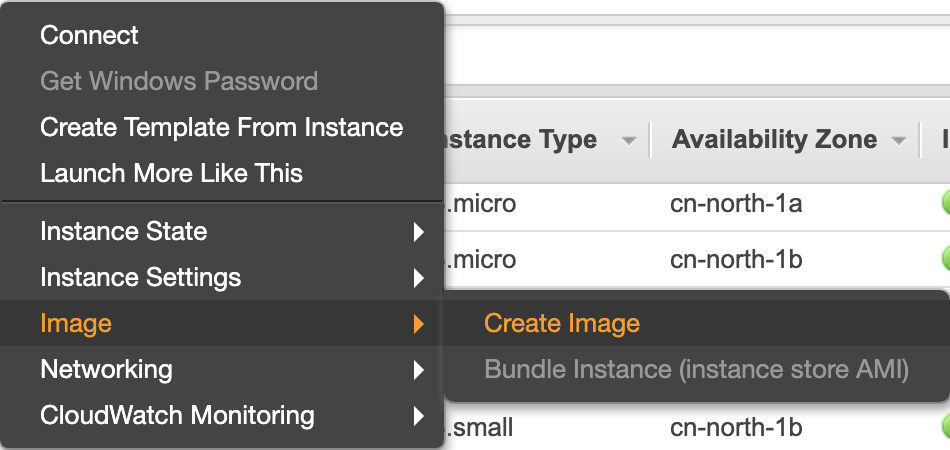 Connect
Get Windows Password
Create Template From Instance
Launch More Like This
Instance State
Instance Settings
Image
Networking
CloudWatch Monitoring
Create Image
Bundle Instance (instance store AMI)
nstance Type Availability Zone I
.micro cn-north-1a
.micro cn-north-1b
.small cn-north-1b